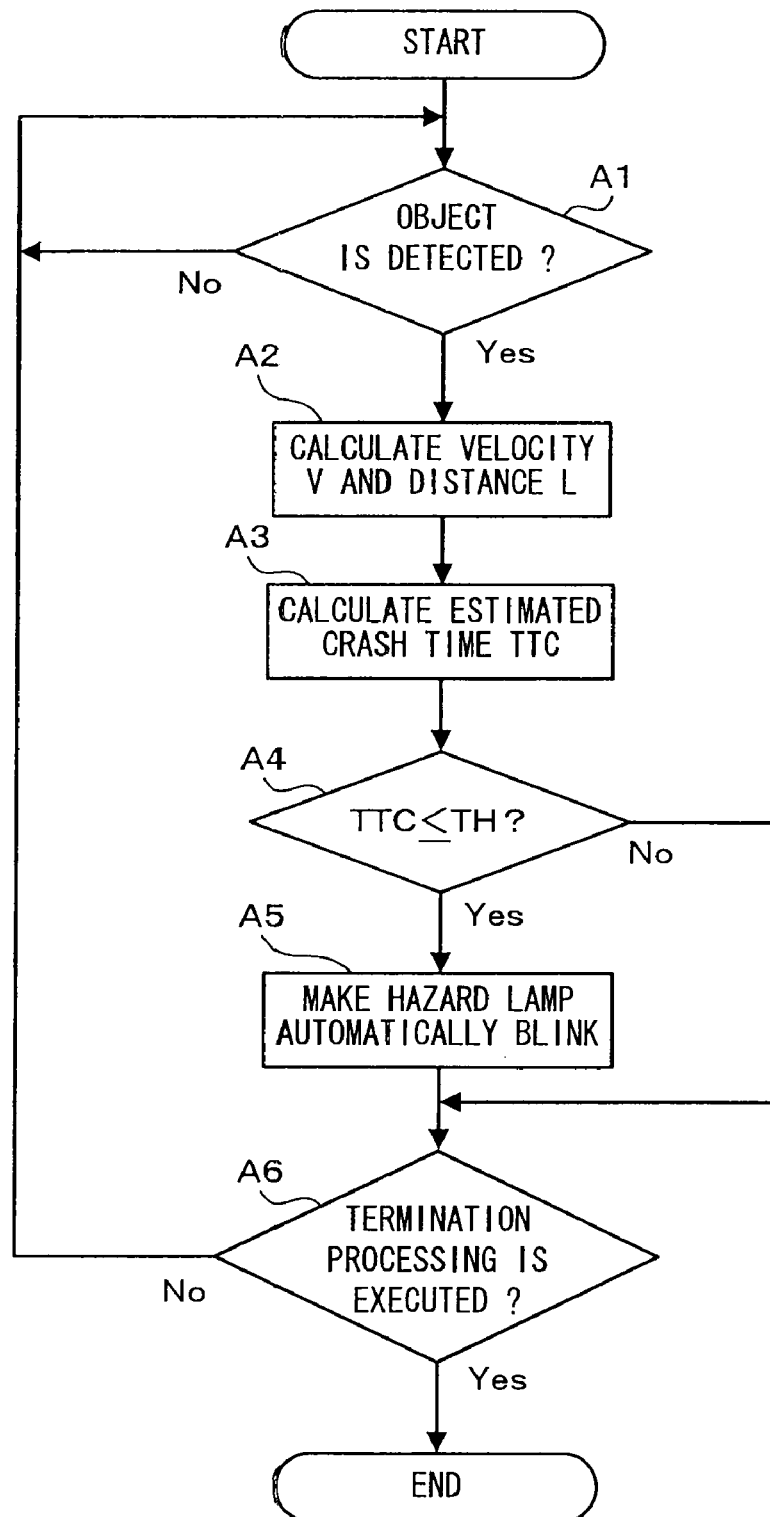 START
A1
OBJECT
IS DETECTED ?
No
Yes
A2
CALCULATE VELOCITY
V AND DISTANCE L
A3
CALCULATE ESTIMATED
CRASH TIME TTC
A4
TTC≦TH?
No
Yes
A5
MAKE HAZARD LAMP
AUTOMATICALLY BLINK
A6
TERMINATION
PROCESSING IS
EXECUTED ?
No
Yes
END